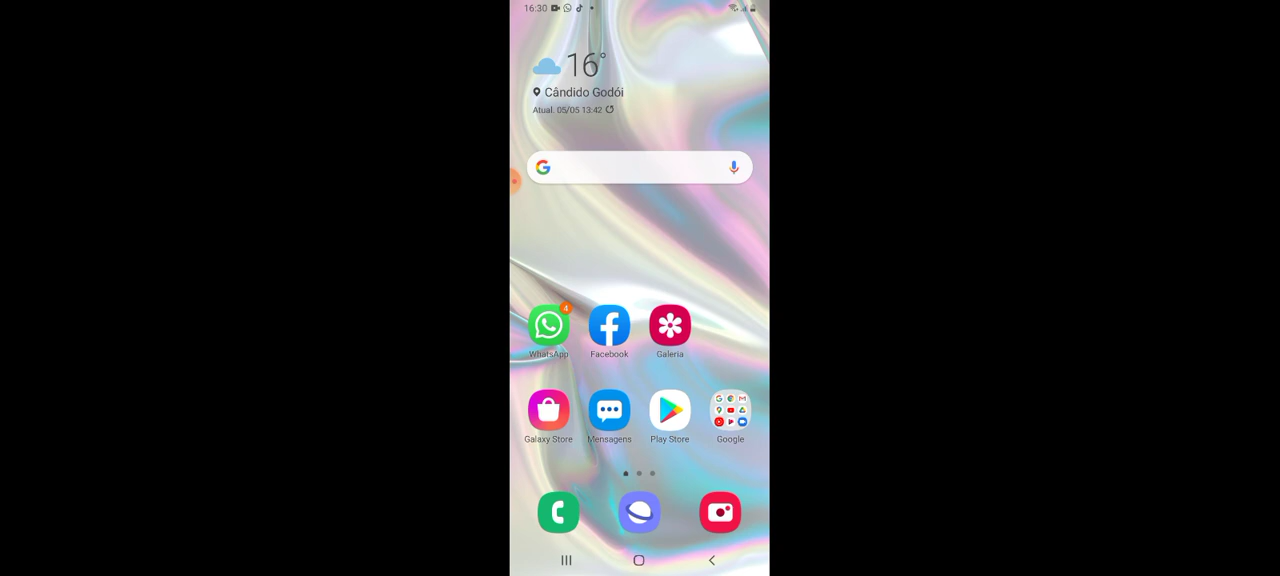 16:30
16°
Cândido Godói
Atual. 05/05 13:42
4
WhatsApp
Facebook
Galeria
Galaxy Store
Mensagens
Play Store
Google